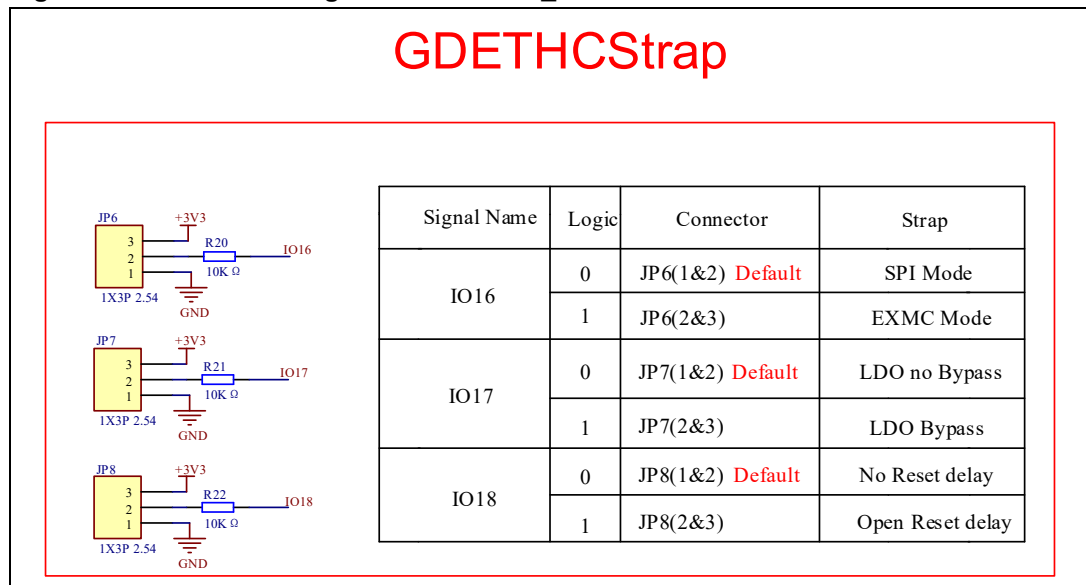 GDETHCStrap
JP6
+3V3
3
2
1
R20
10K Ω
IO16
1X3P 2.54
GND
JP7
+3V3
3
2
1
R21
10K Ω
IO17
1X3P 2.54
GND
JP8
+3V3
3
2
1
R22
10K Ω
IO18
1X3P 2.54
GND
Signal Name Logic Connector Strap
IO16
0 JP6(1&2) Default SPI Mode
1 JP6(2&3) EXMC Mode
IO17
0 JP7(1&2) Default LDO no Bypass
1 JP7(2&3) LDO Bypass
IO18
0 JP8(1&2) Default No Reset delay
1 JP8(2&3) Open Reset delay